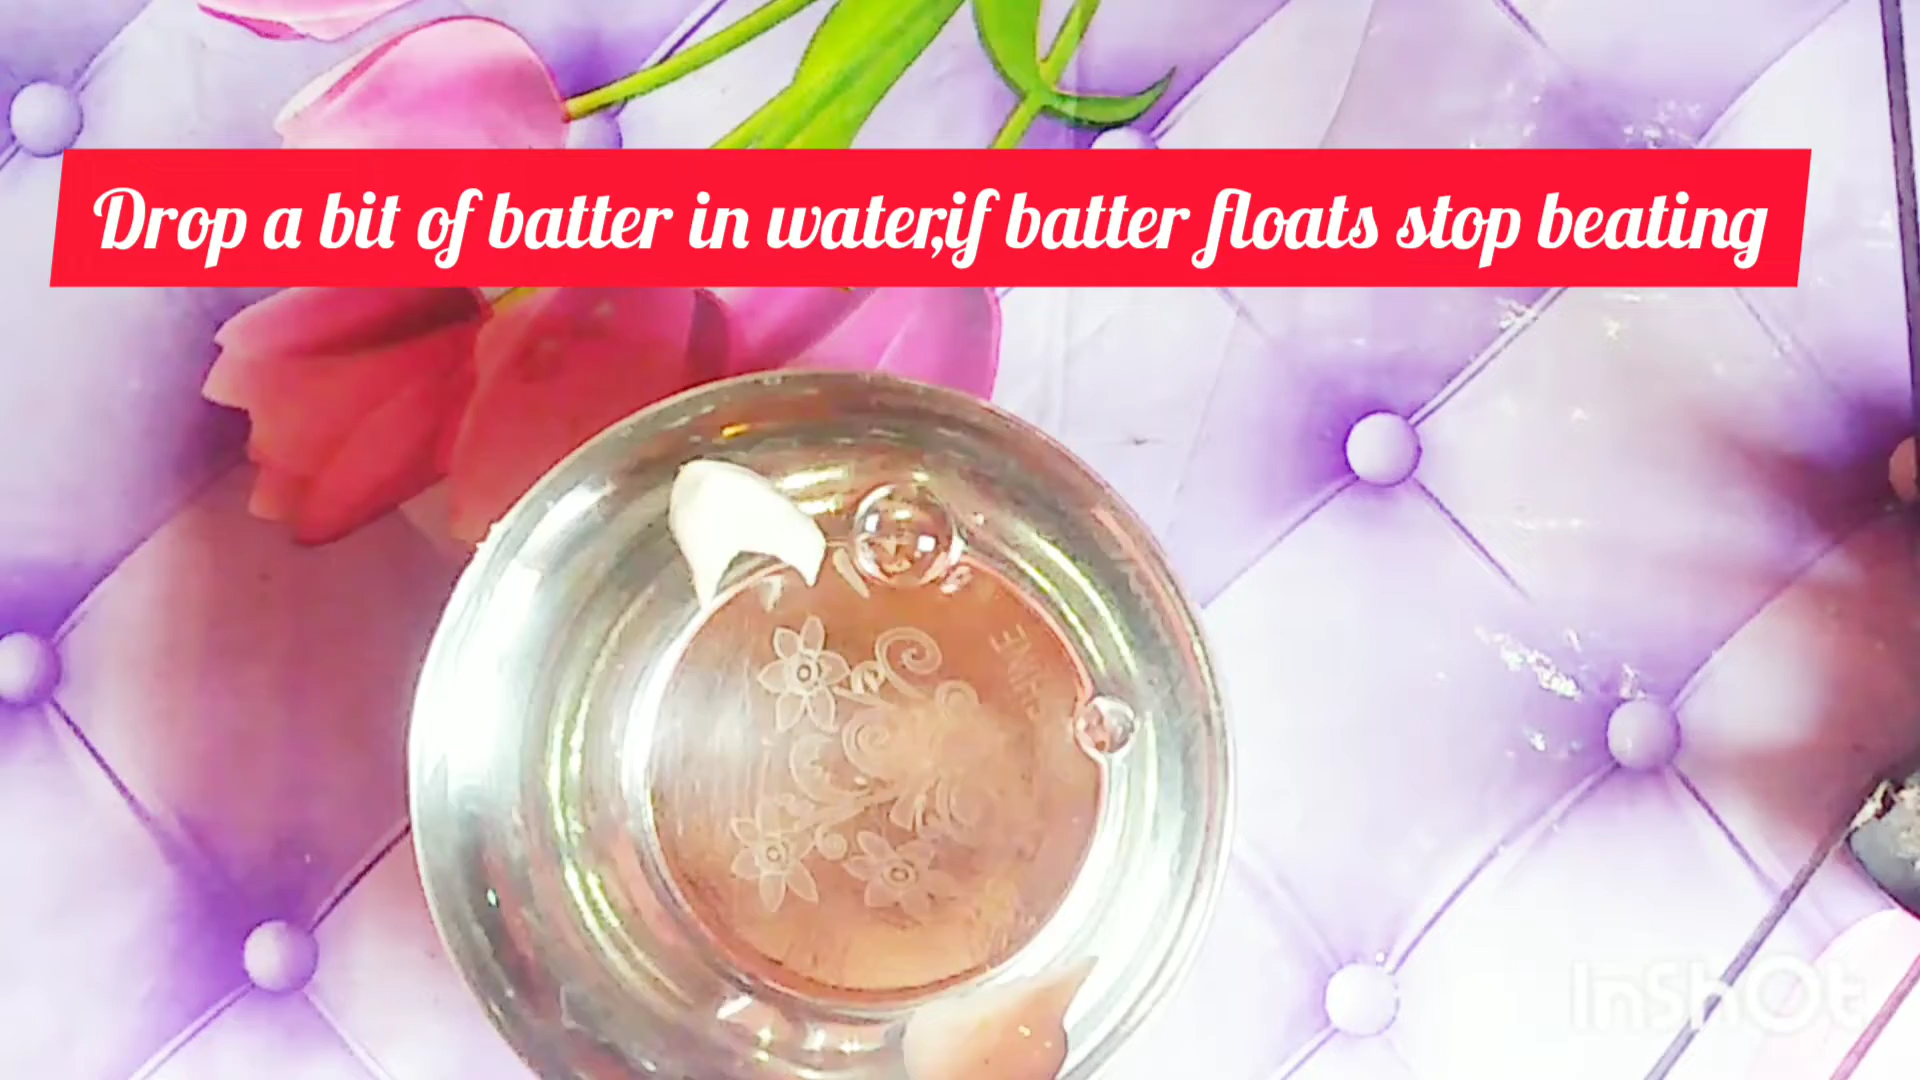 Drop a bit of batter in water,if batter floats stop beating
InShOt